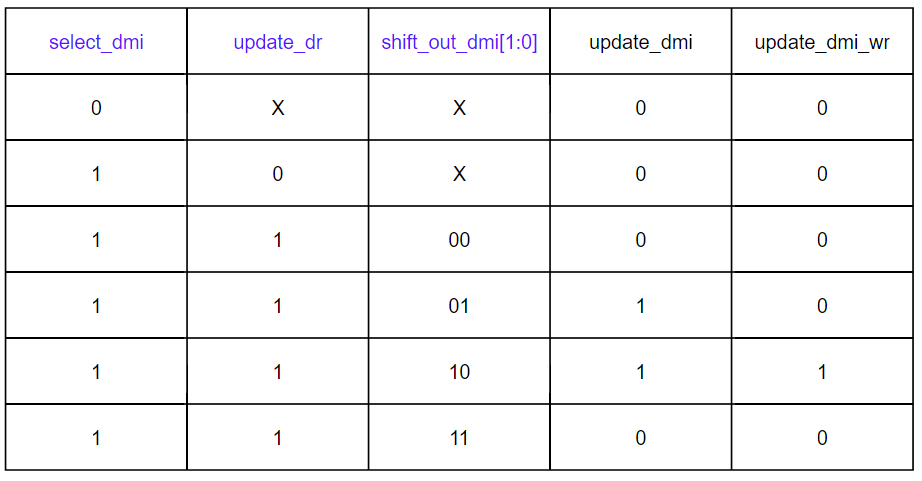 select_dmi update_dr shift_out_dmi[1:0] update_dmi update_dmi_wr
0 X X 0 0
1 0 X 0 0
1 1 00 0 0
1 1 01 1 0
1 1 10 1 1
1 1 11 0 0